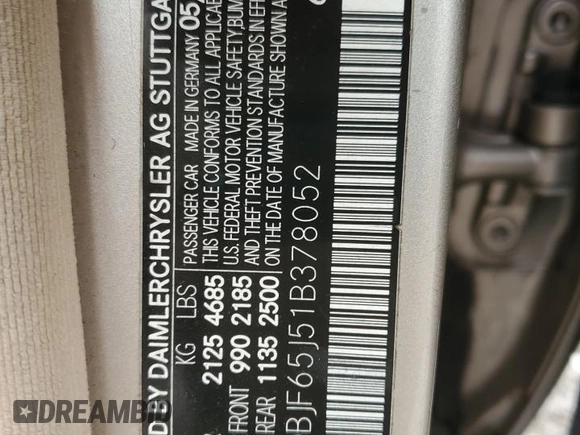 D BY DAIMLERCHRYSLER AG STUTTGA
KG LBS PASSENGER CAR MADE IN GERMANY 05
2125 4685 THIS VEHICLE CONFORMS TO ALL APPLICABLE
FRONT 990 2185 U.S. FEDERAL MOTOR VEHICLE SAFETY BUM
REAR 1135 2500 AND THEFT PREVENTION STANDARDS IN EFF
ON THE DATE OF MANUFACTURE SHOWN A
BJF65J51B378052
DREAMBID